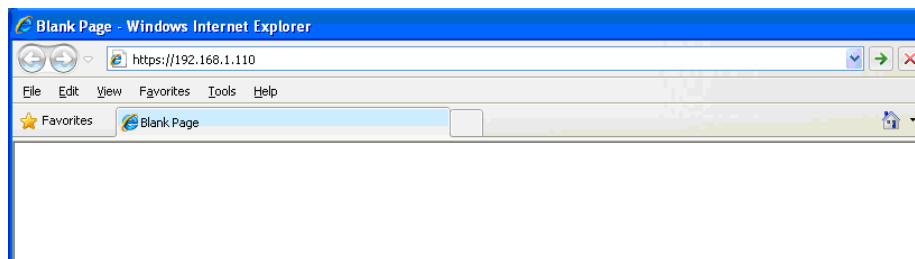 Blank Page - Windows Internet Explorer
https://192.168.1.110
File Edit View Favorites Tools Help
Favorites Blank Page